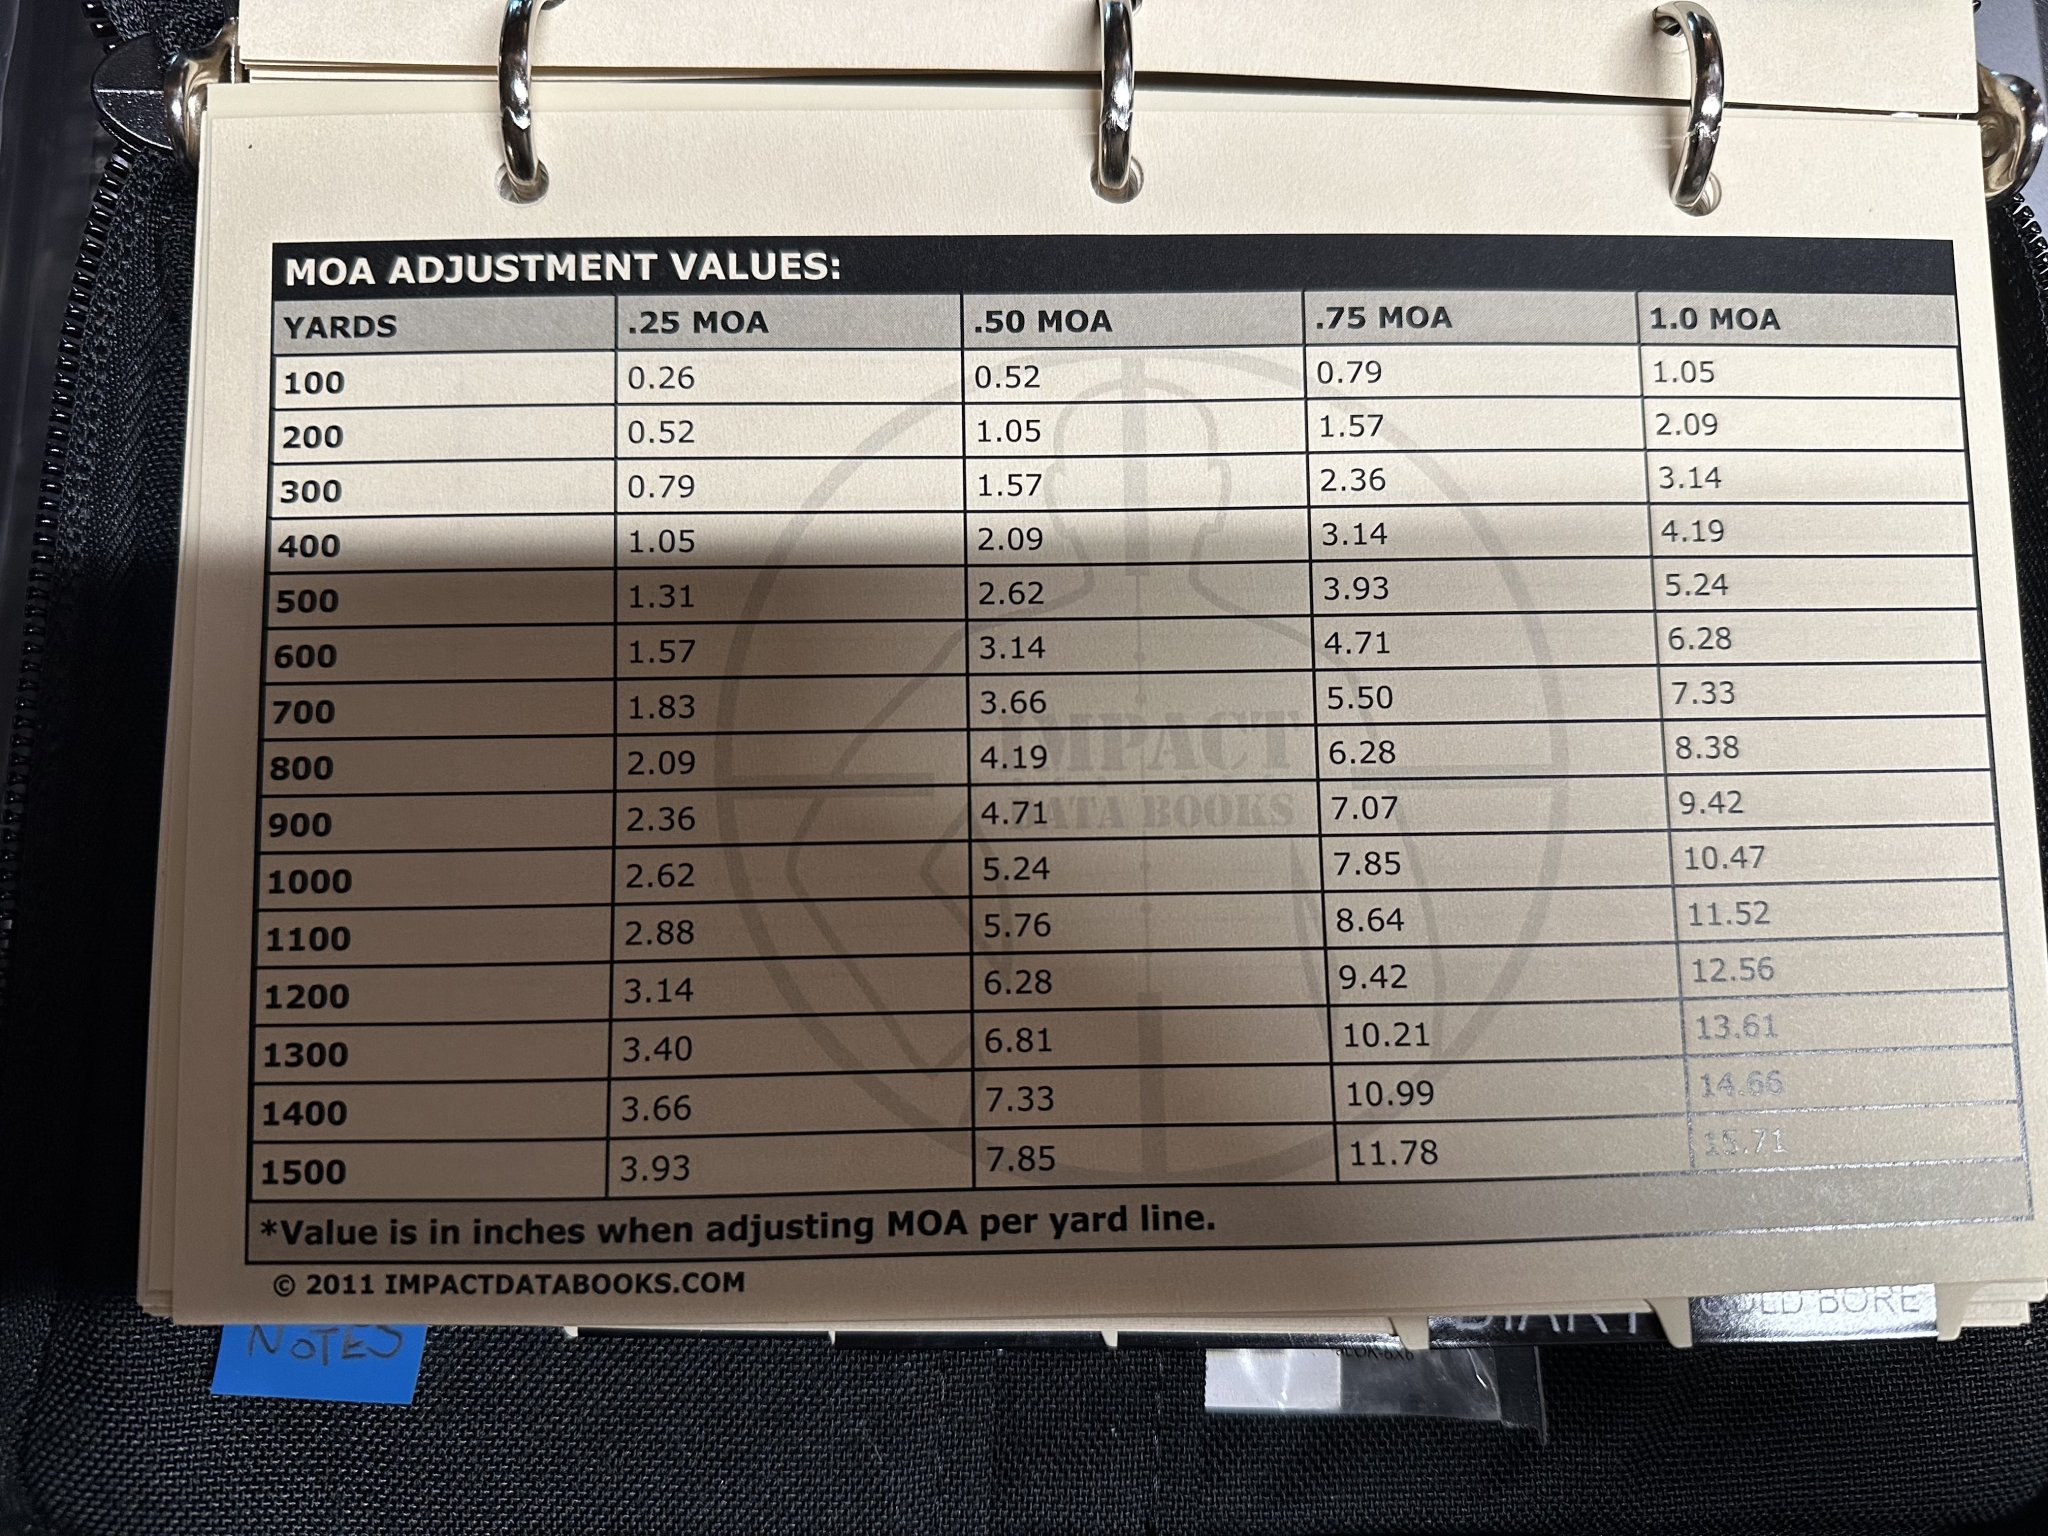 MOA ADJUSTMENT VALUES:
YARDS .25 MOA .50 MOA .75 MOA 1.0 MOA
100 0.26 0.52 0.79 1.05
200 0.52 1.05 1.57 2.09
300 0.79 1.57 2.36 3.14
400 1.05 2.09 3.14 4.19
500 1.31 2.62 3.93 5.24
600 1.57 3.14 4.71 6.28
700 1.83 3.66 5.50 7.33
800 2.09 4.19 6.28 8.38
900 2.36 4.71 7.07 9.42
1000 2.62 5.24 7.85 10.47
1100 2.88 5.76 8.64 11.52
1200 3.14 6.28 9.42 12.56
1300 3.40 6.81 10.21 13.61
1400 3.66 7.33 10.99 14.66
1500 3.93 7.85 11.78 15.71
IMPACT
DATA BOOKS
*Value is in inches when adjusting MOA per yard line.
© 2011 IMPACTDATABOOKS.COM
NOTES
DIARY
COLD BORE